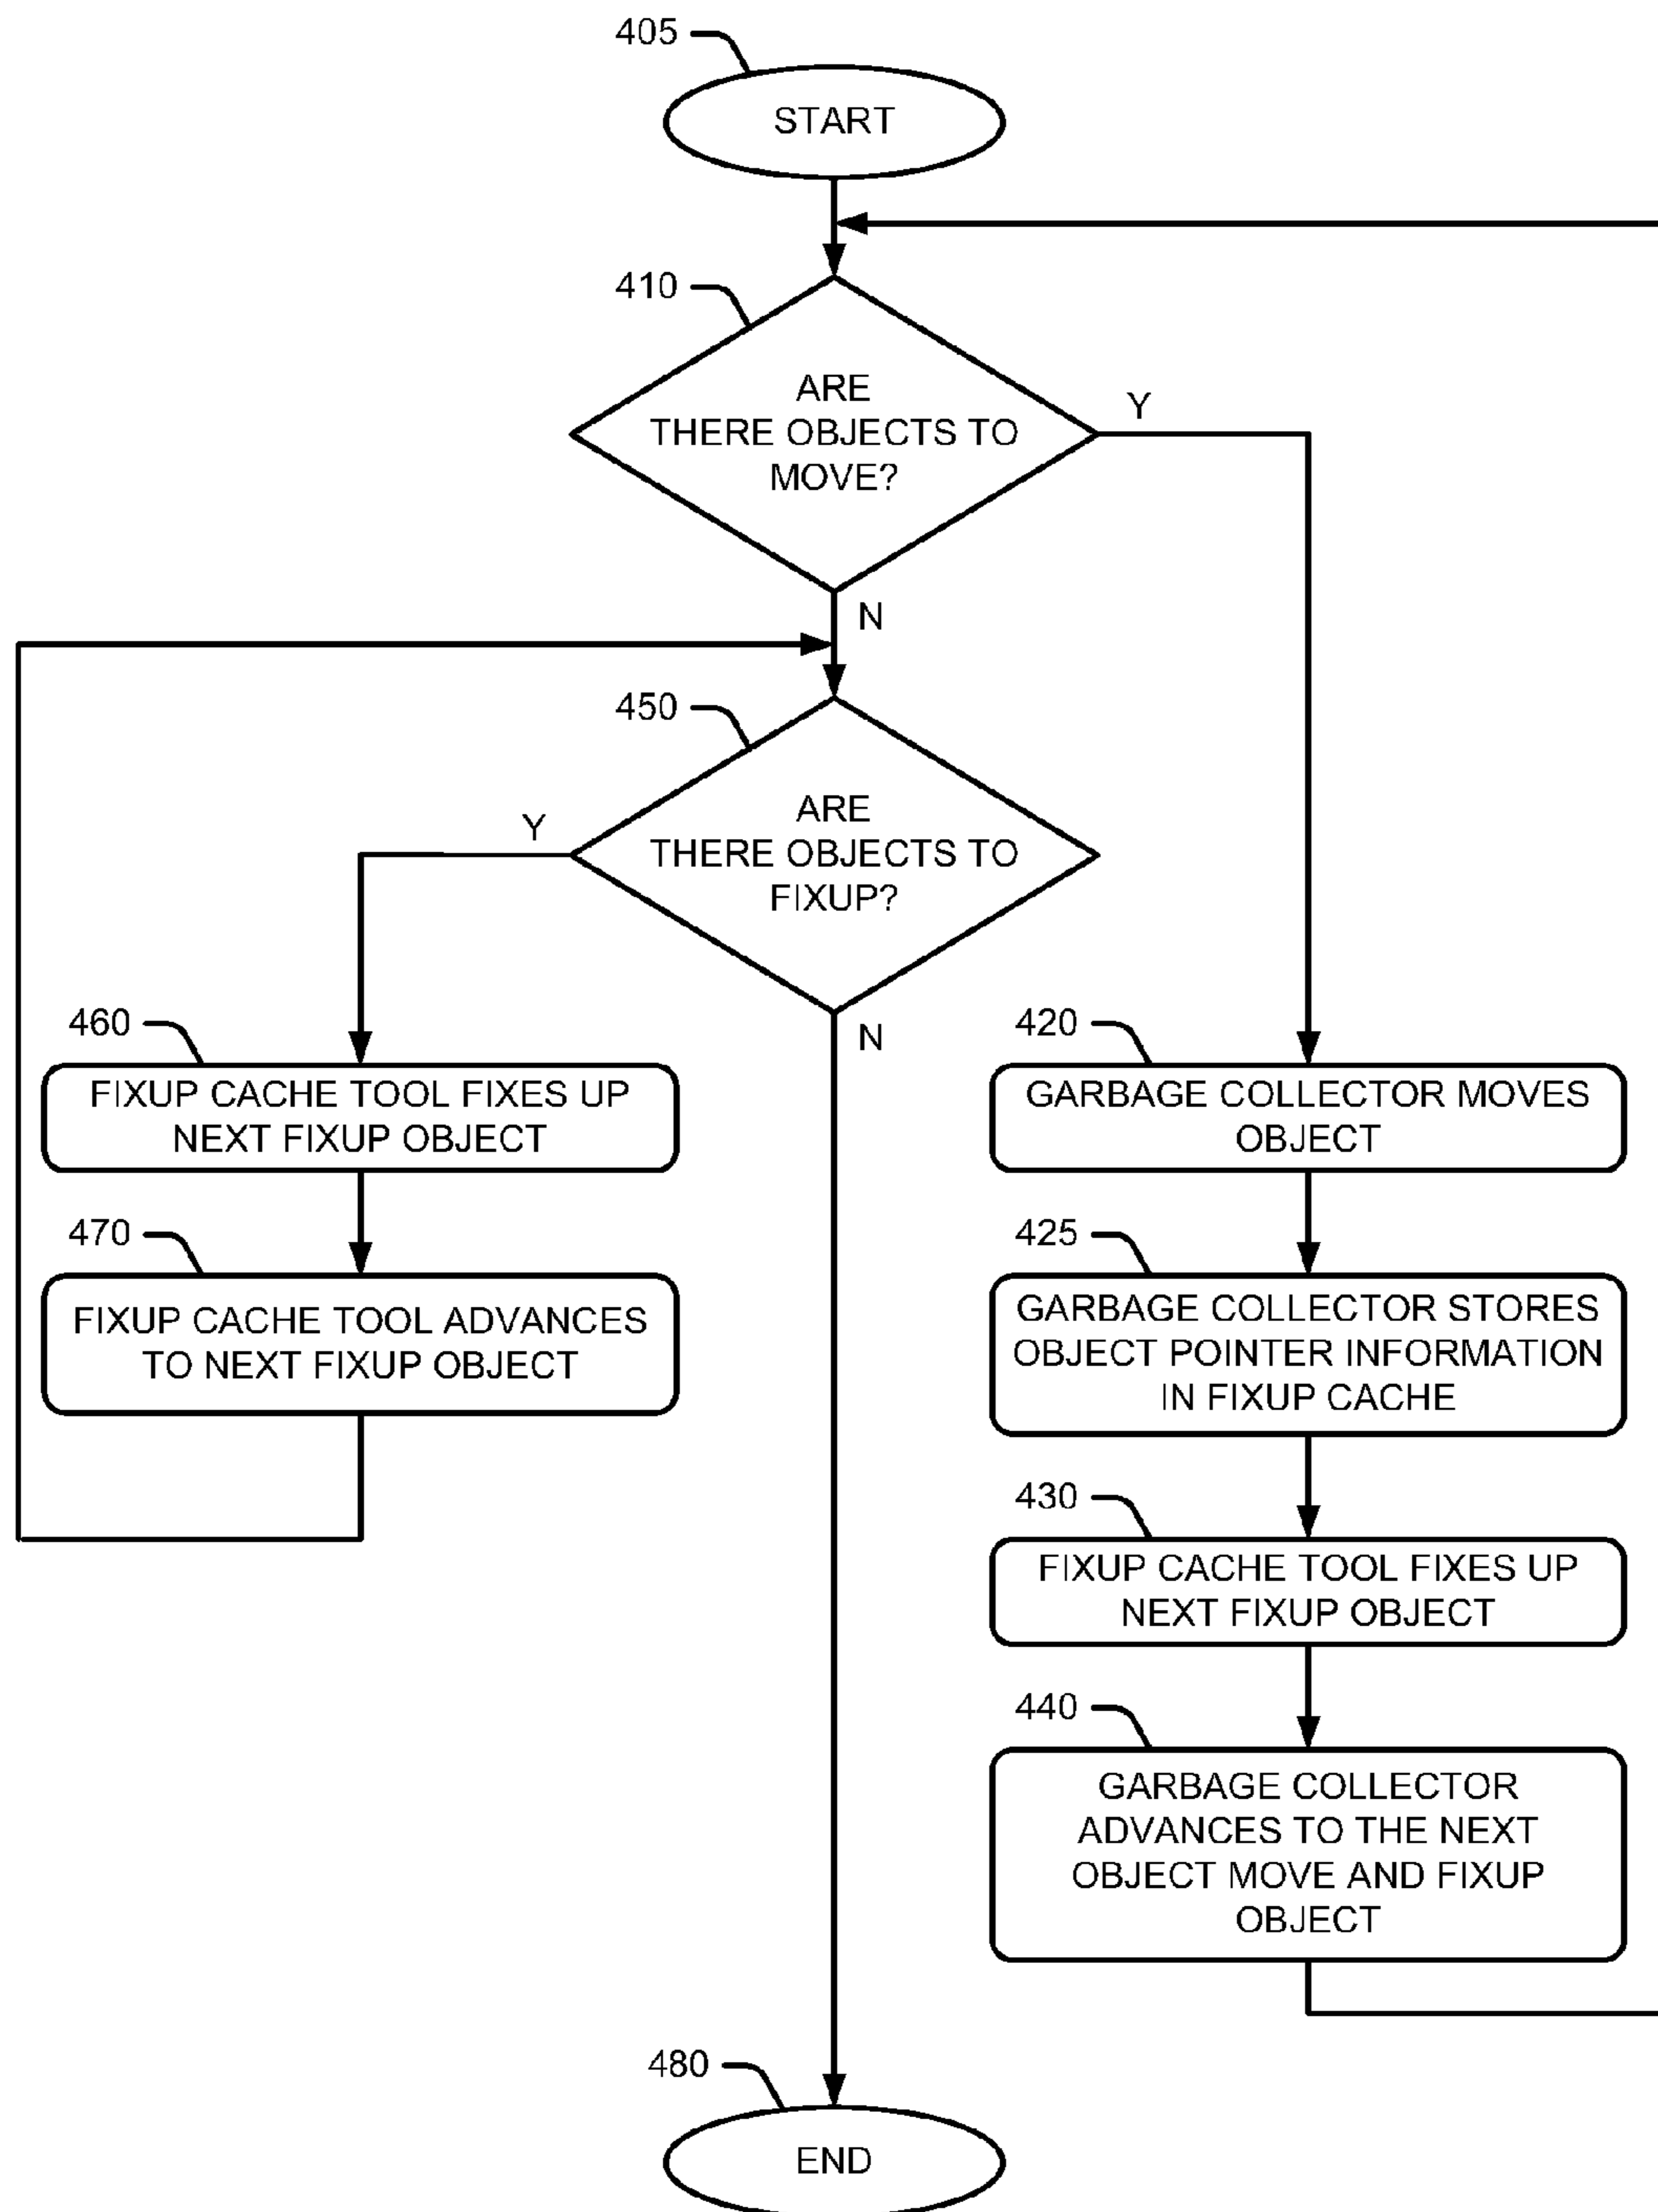 405
START
410
ARE
THERE OBJECTS TO
MOVE?
Y
N
450
ARE
THERE OBJECTS TO
FIXUP?
Y
N
460
FIXUP CACHE TOOL FIXES UP
NEXT FIXUP OBJECT
470
FIXUP CACHE TOOL ADVANCES
TO NEXT FIXUP OBJECT
420
GARBAGE COLLECTOR MOVES
OBJECT
425
GARBAGE COLLECTOR STORES
OBJECT POINTER INFORMATION
IN FIXUP CACHE
430
FIXUP CACHE TOOL FIXES UP
NEXT FIXUP OBJECT
440
GARBAGE COLLECTOR
ADVANCES TO THE NEXT
OBJECT MOVE AND FIXUP
OBJECT
480
END